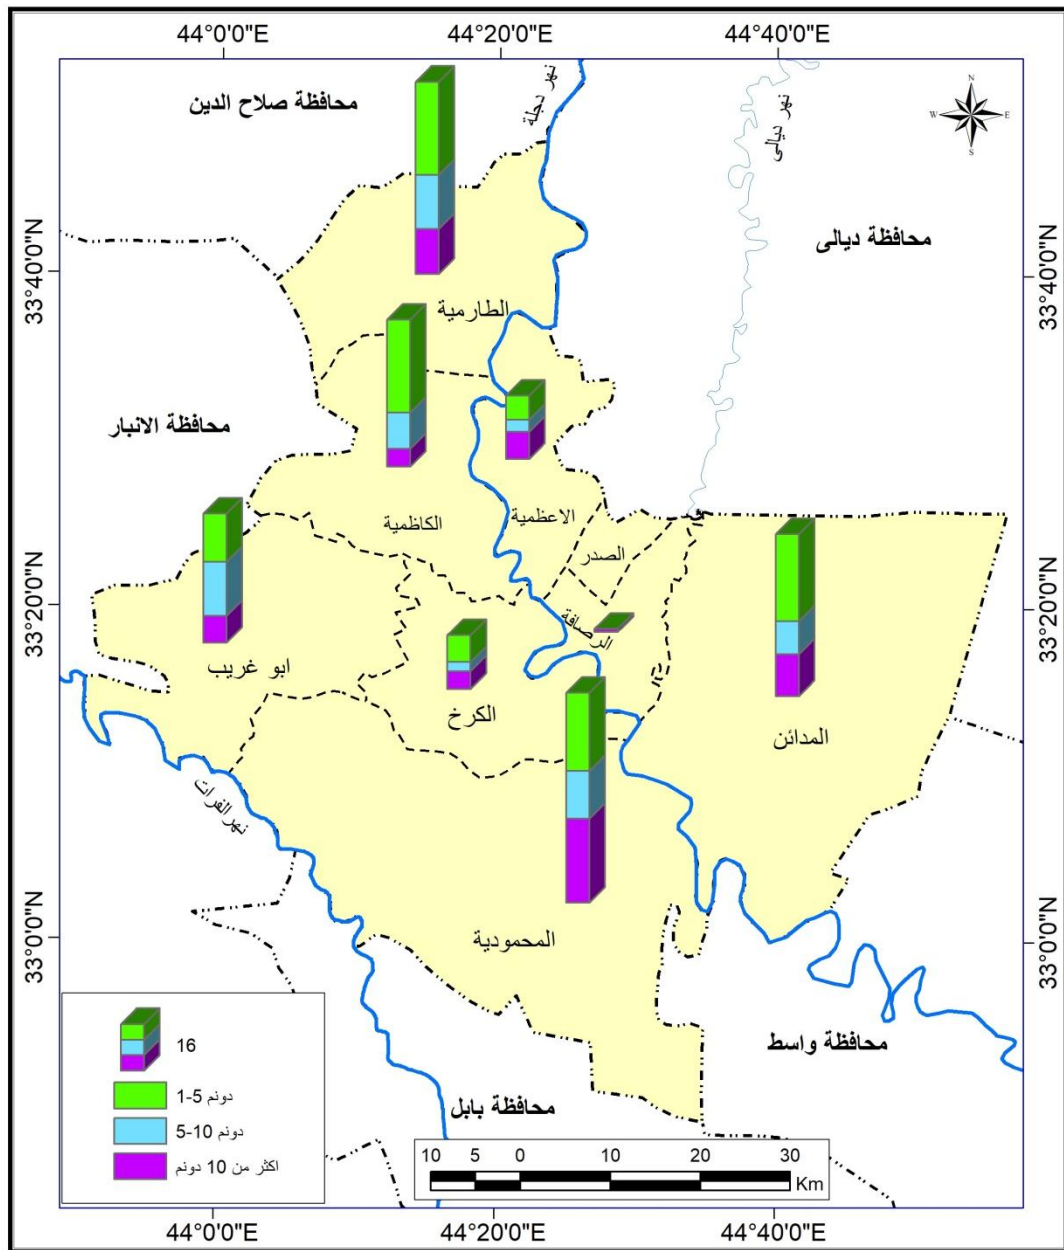 44°0'0"E
44°20'0"E
44°40'0"E
محافظة صلاح الدين
نهر دجلة
نهر ديالى
N
W
E
S
محافظة ديالى
33°40'0"N
33°40'0"N
الطارمية
محافظة الانبار
الكاظمية
الاعظمية
الصدر
33°20'0"N
33°20'0"N
الرصافة
ابو غريب
الكرخ
المدائن
نهر الفرات
المحمودية
33°0'0"N
33°0'0"N
محافظة واسط
محافظة بابل
16
1-5 دونم
5-10 دونم
اكثر من 10 دونم
10 5 0 10 20 30
Km
44°0'0"E
44°20'0"E
44°40'0"E